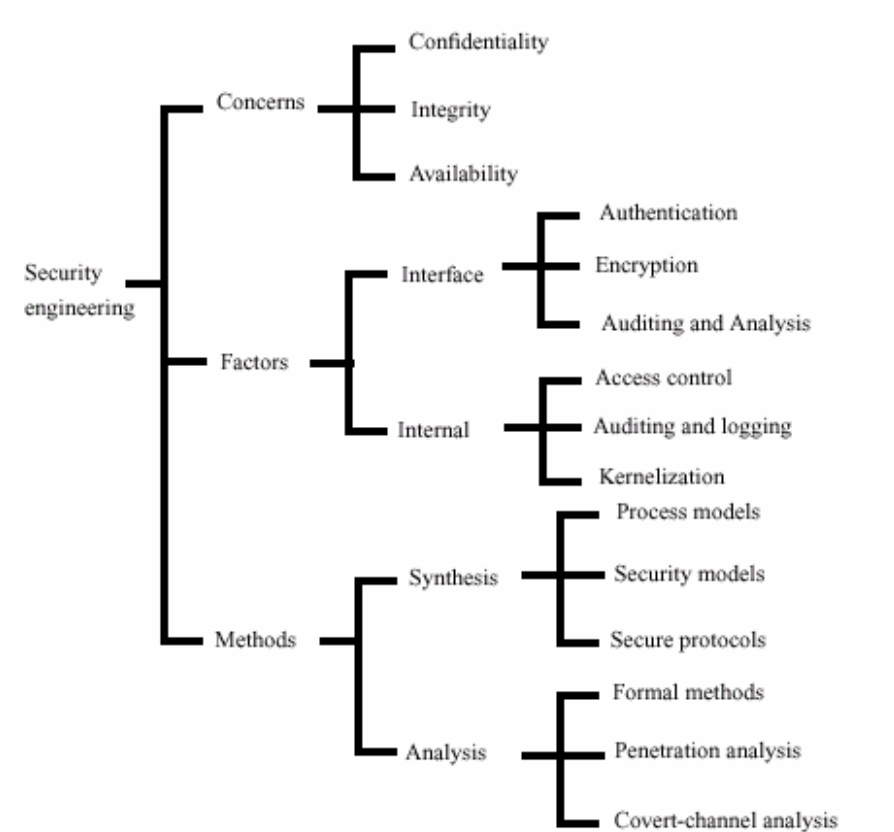 Confidentiality
Concerns
Integrity
Availability
Authentication
Interface
Encryption
Security
engineering
Auditing and Analysis
Factors
Access control
Internal
Auditing and logging
Kernelization
Process models
Synthesis
Security models
Methods
Secure protocols
Formal methods
Analysis
Penetration analysis
Covert-channel analysis